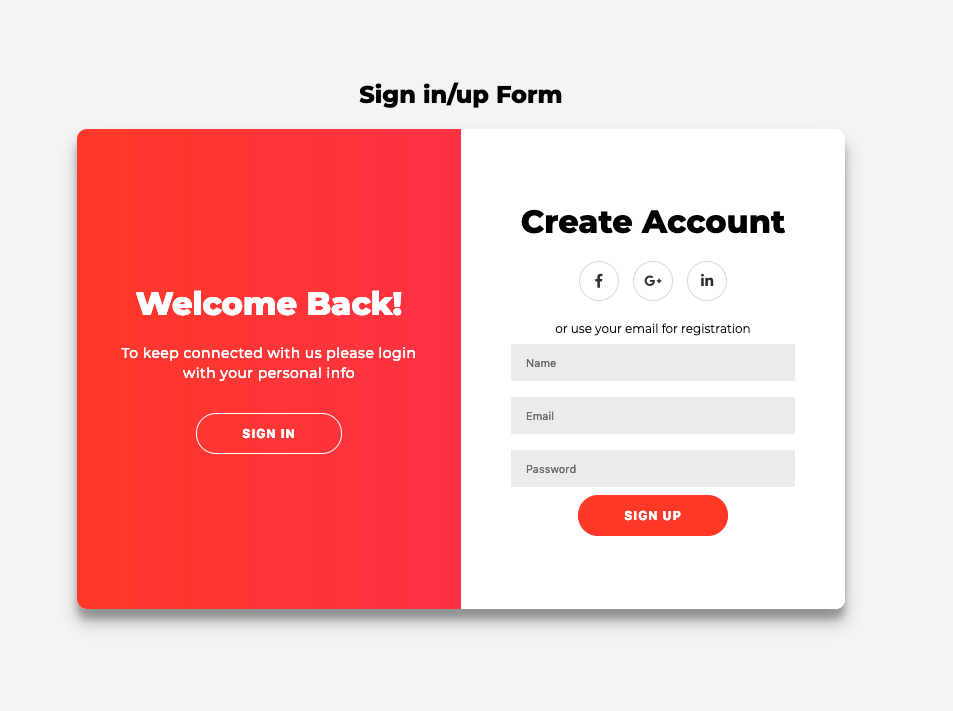 Sign in/up Form
Welcome Back!
To keep connected with us please login
with your personal info
SIGN IN
Create Account
f
G+
in
or use your email for registration
Name
Email
Password
SIGN UP